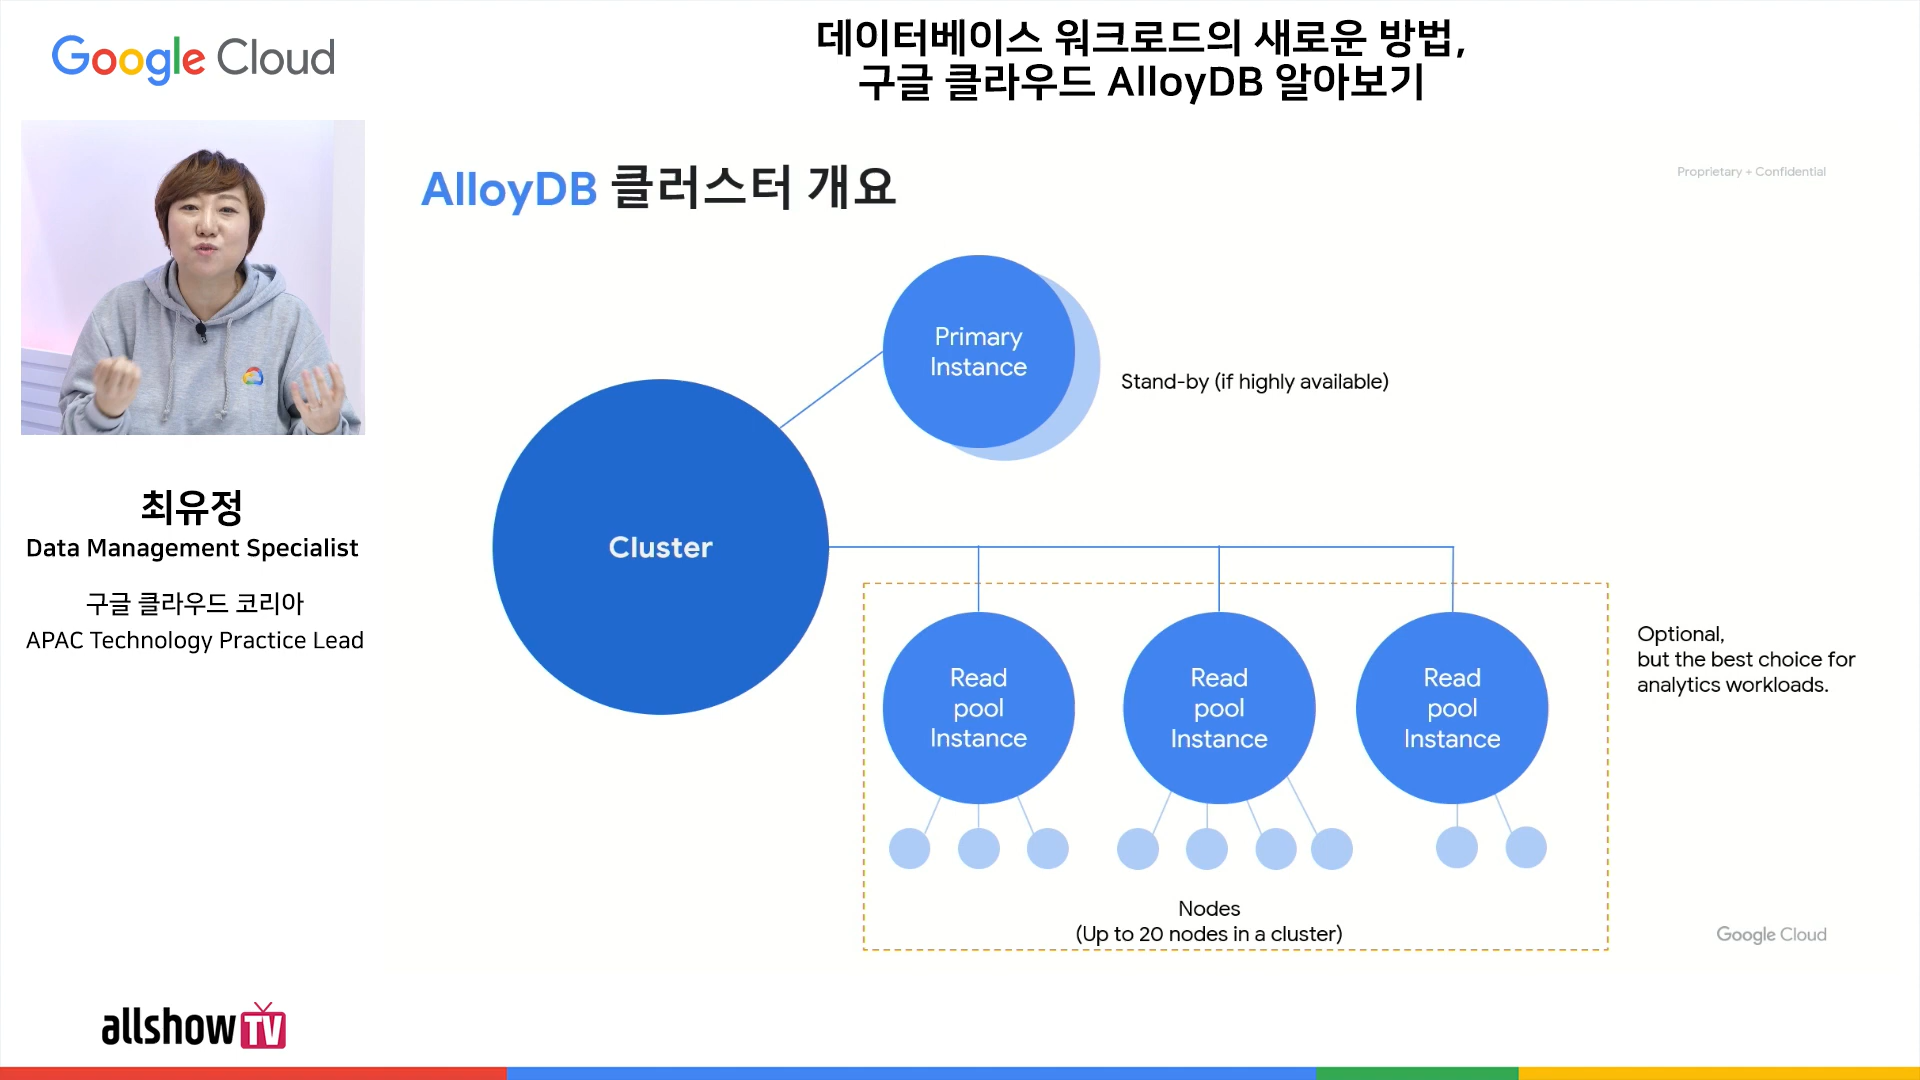 Google Cloud
데이터베이스 워크로드의 새로운 방법,
구글 클라우드 AlloyDB 알아보기
AlloyDB 클러스터 개요
Proprietary + Confidential
Primary
Instance
Stand-by (if highly available)
최유정
Data Management Specialist
구글 클라우드 코리아
APAC Technology Practice Lead
Cluster
Read
pool
Instance
Read
pool
Instance
Read
pool
Instance
Optional,
but the best choice for
analytics workloads.
Nodes
(Up to 20 nodes in a cluster)
Google Cloud
allshowTV